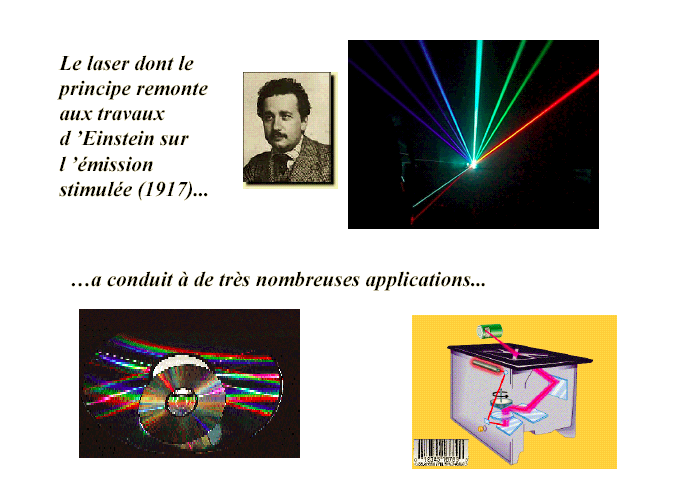 Le laser dont le
principe remonte
aux travaux
d ’Einstein sur
l ’émission
stimulée (1917)...
…a conduit à de très nombreuses applications...